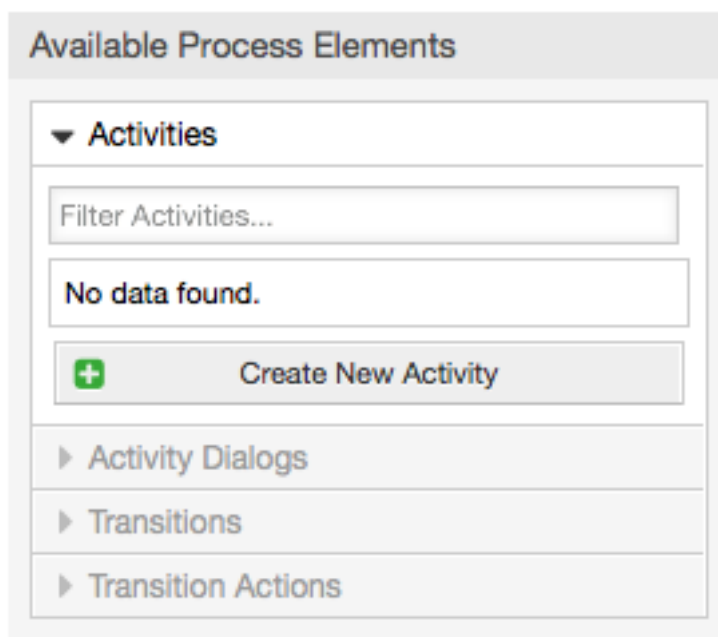 Available Process Elements
Activities
Filter Activities...
No data found.
Create New Activity
Activity Dialogs
Transitions
Transition Actions